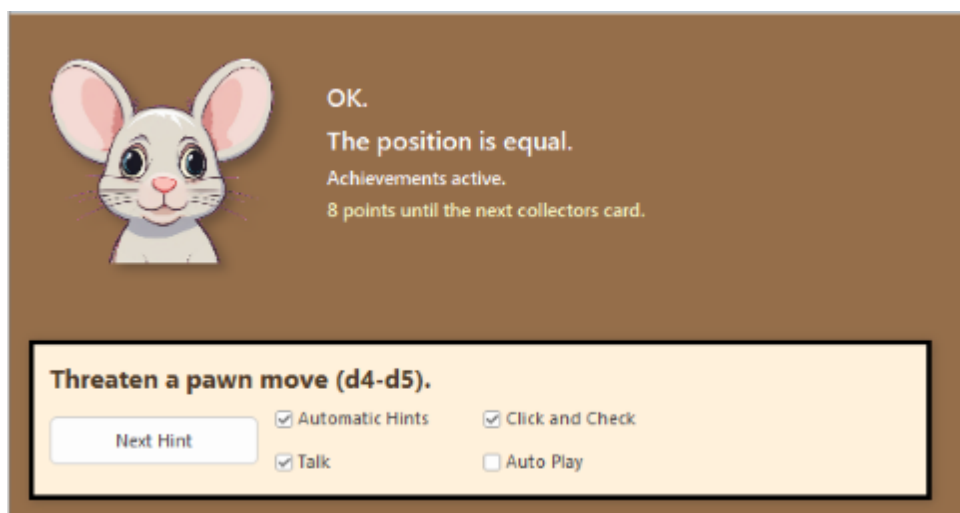 OK.
The position is equal.
Achievements active.
8 points until the next collectors card.
Threaten a pawn move (d4-d5).
Next Hint
Automatic Hints
Click and Check
Talk
Auto Play